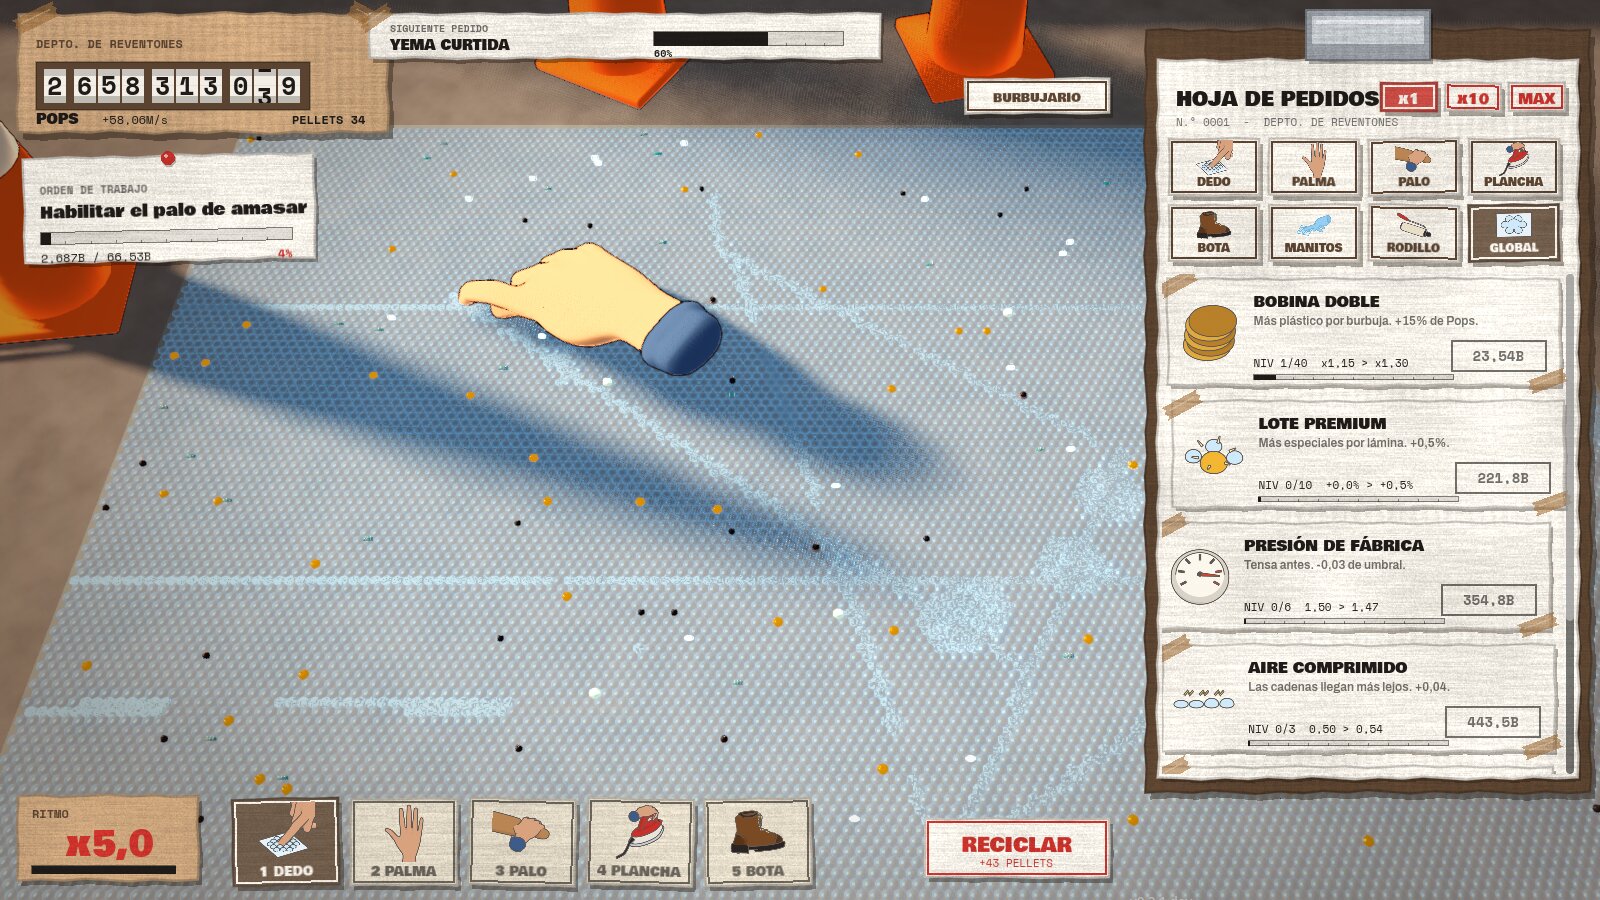 DEPTO. DE REVENTONES
2 658 313 039
POPS +58,06M/s PELLETS 34
SIGUIENTE PEDIDO
YEMA CURTIDA
60%
BURBUJARIO
ORDEN DE TRABAJO
Habilitar el palo de amasar
2,687B / 66,53B 4%
HOJA DE PEDIDOS x1 x10 MAX
N.° 0001 - DEPTO. DE REVENTONES
DEDO PALMA PALO PLANCHA
BOTA MANITOS RODILLO GLOBAL
BOBINA DOBLE
Más plástico por burbuja. +15% de Pops.
NIV 1/40 x1,15 > x1,30 23,54B
LOTE PREMIUM
Más especiales por lámina. +0,5%.
NIV 0/10 +0,0% > +0,5% 221,8B
PRESIÓN DE FÁBRICA
Tensa antes. -0,03 de umbral.
NIV 0/6 1,50 > 1,47 354,8B
AIRE COMPRIMIDO
Las cadenas llegan más lejos. +0,04.
NIV 0/3 0,50 > 0,54 443,5B
RITMO
x5,0
1 DEDO 2 PALMA 3 PALO 4 PLANCHA 5 BOTA
RECICLAR
+43 PELLETS